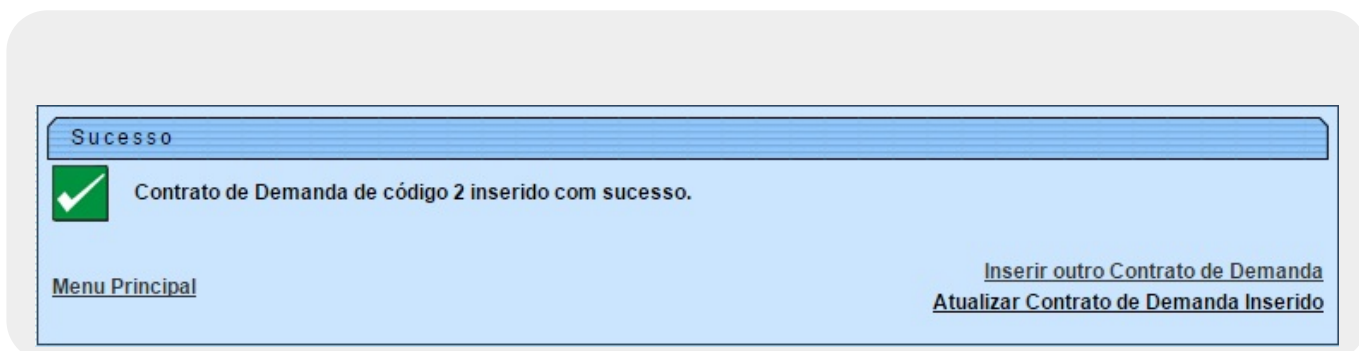 Sucesso
Contrato de Demanda de código 2 inserido com sucesso.
Inserir outro Contrato de Demanda
Menu Principal
Atualizar Contrato de Demanda Inserido